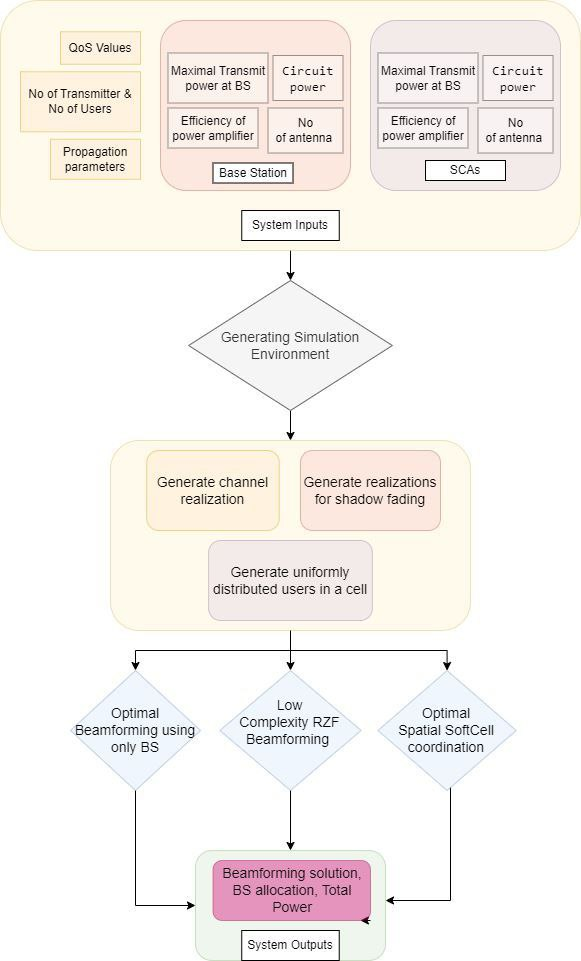 QoS Values
No of Transmitter &
No of Users
Propagation
parameters
Maximal Transmit
power at BS
Circuit
power
Efficiency of
power amplifier
No
of antenna
Base Station
Maximal Transmit
power at BS
Circuit
power
Efficiency of
power amplifier
No
of antenna
SCAs
System Inputs
Generating Simulation
Environment
Generate channel
realization
Generate realizations
for shadow fading
Generate uniformly
distributed users in a cell
Optimal
Beamforming using
only BS
Low
Complexity RZF
Beamforming
Optimal
Spatial SoftCell
coordination
Beamforming solution,
BS allocation, Total
Power
System Outputs